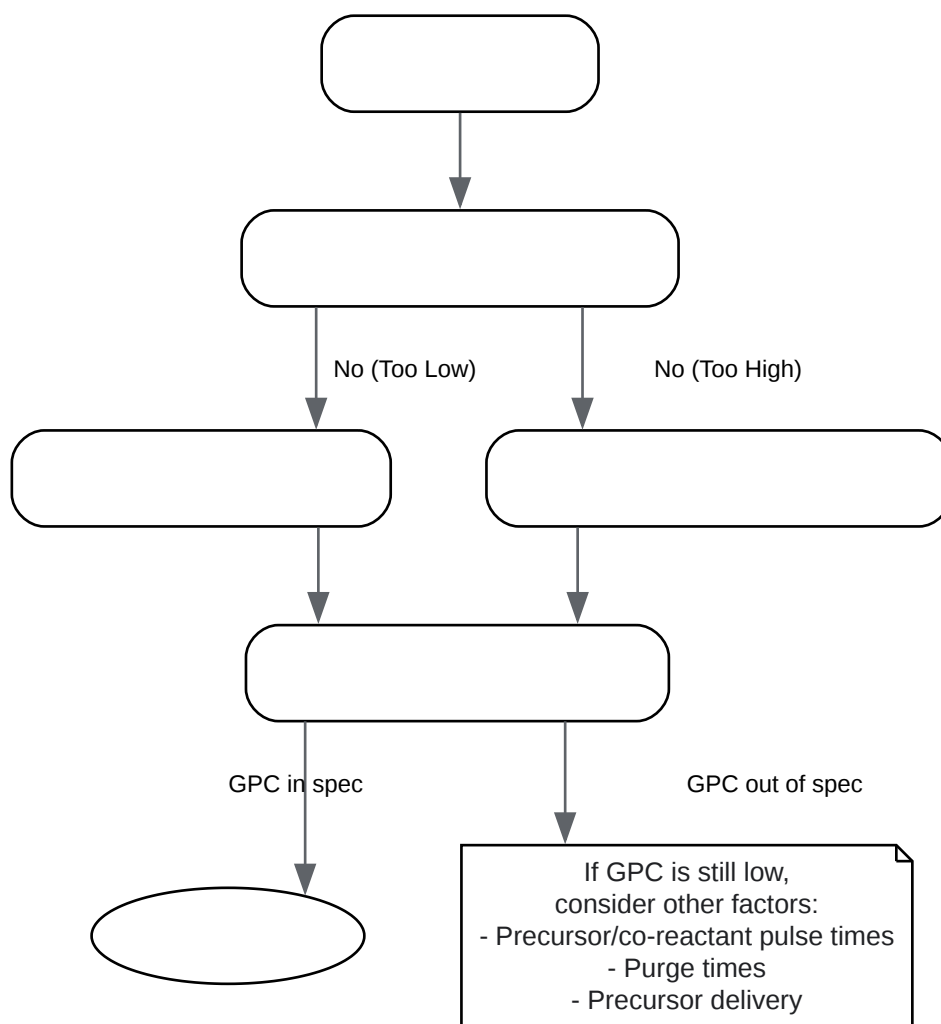 No (Too Low)
No (Too High)
GPC in spec
GPC out of spec
If GPC is still low,
consider other factors:
- Precursor/co-reactant pulse times
- Purge times
- Precursor delivery